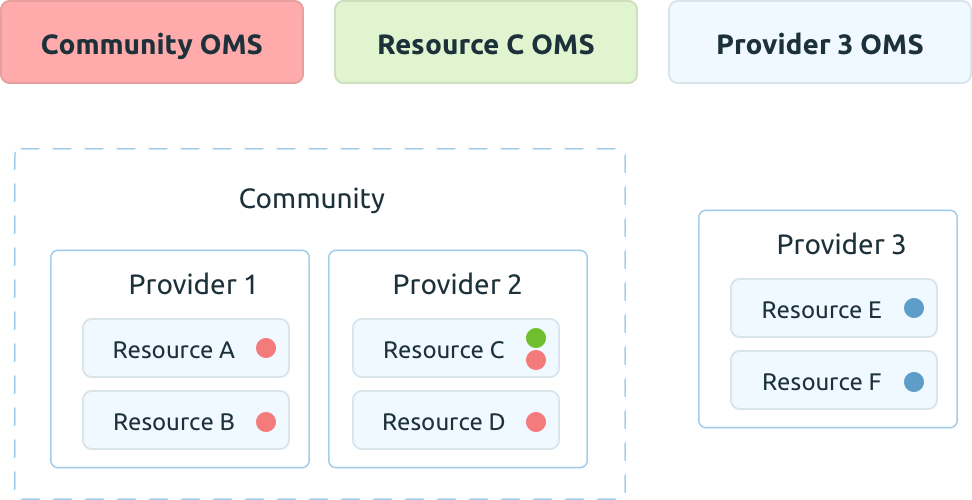 Community OMS
Resource C OMS
Provider 3 OMS
Community
Provider 1
Resource A
Resource B
Provider 2
Resource C
Resource D
Provider 3
Resource E
Resource F